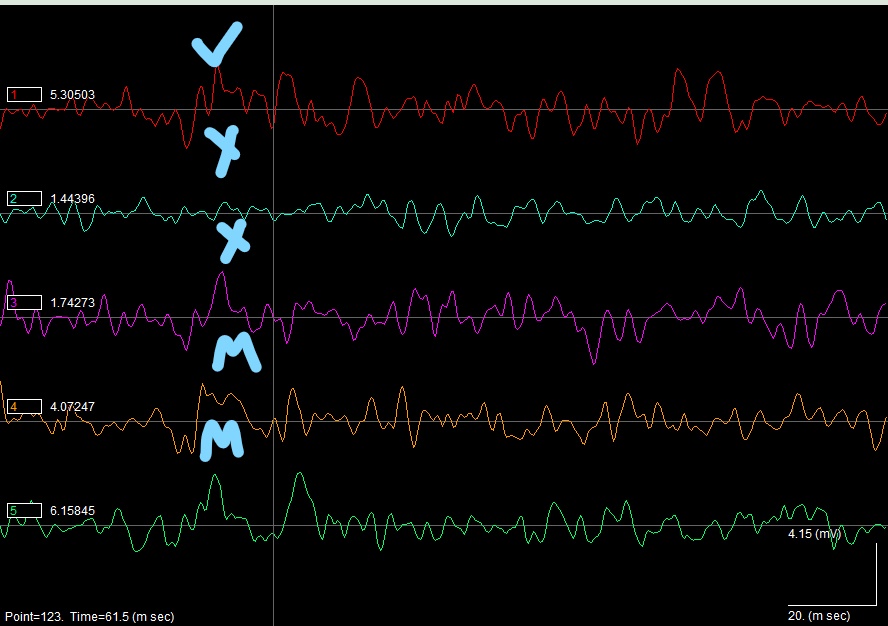 ✓
1 5.30503
X
2 1.44396
X
3 1.74273
M
4 4.07247
M
5 6.15845
4.15 (mV)
20. (m sec)
Point=123. Time=61.5 (m sec)